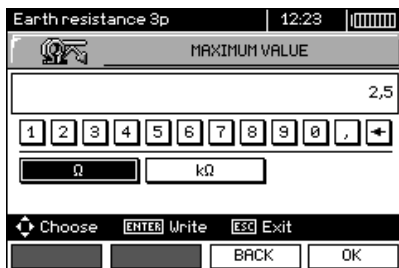 Earth resistance 3p 12:23
MAXIMUM VALUE
2,5
1 2 3 4 5 6 7 8 9 0 , ←
Ω kΩ
Choose ENTER Write ESC Exit
BACK OK